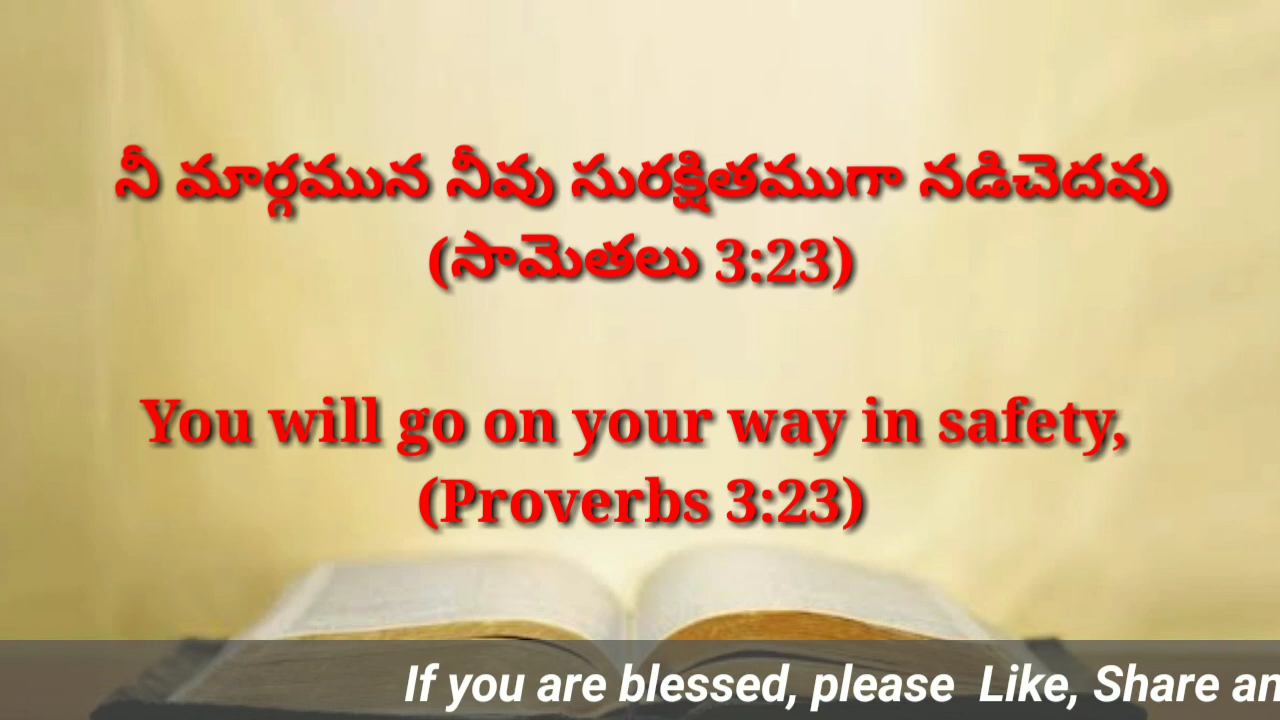 నీ మార్గమున నీవు సురక్షితముగా నడిచెదవు
(సామెతలు 3:23)
You will go on your way in safety,
(Proverbs 3:23)
If you are blessed, please Like, Share an